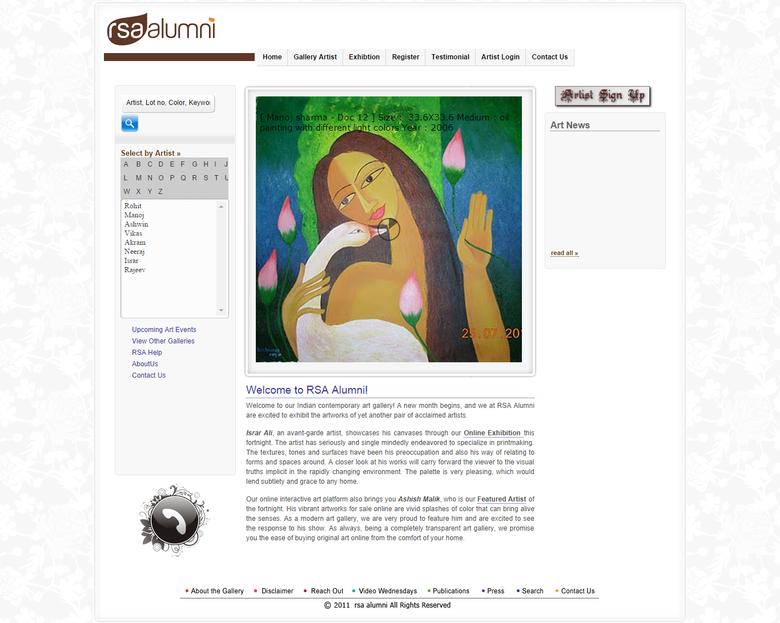 rsa alumni
Home Gallery Artist Exhibtion Register Testimonial Artist Login Contact Us
Artist, Lot no, Color, Keywo
Select by Artist »
A B C D E F G H I J
L M N O P Q R S T U
W X Y Z
Rohit
Manoj
Ashwin
Vikas
Akram
Neeraj
Israr
Rajeev
Upcoming Art Events
View Other Galleries
RSA Help
AboutUs
Contact Us
[ Manoj sharma - Doc 12 ] Size : 33.6X33.6 Medium : oil
painting with different light colors Year : 2006
Artist Sign Up
Art News
read all »
Welcome to RSA Alumni!
Welcome to our Indian contemporary art gallery! A new month begins, and we at RSA Alumni
are excited to exhibit the artworks of yet another pair of acclaimed artists.
Israr Ali, an avant-garde artist, showcases his canvases through our Online Exhibition this
fortnight. The artist has seriously and single mindedly endeavored to specialize in printmaking.
The textures, tones and surfaces have been his preoccupation and also his way of relating to
forms and spaces around. A closer look at his works will carry forward the viewer to the visual
truths implicit in the rapidly changing environment. The palette is very pleasing, which would
lend subtlety and grace to any home.
Our online interactive art platform also brings you Ashish Malik, who is our Featured Artist of
the fortnight. His vibrant artworks for sale online are vivid splashes of color that can bring alive
the senses. As a modern art gallery, we are very proud to feature him and are excited to see
the response to his show. As always, being a completely transparent art gallery, we promise
you the ease of buying original art online from the comfort of your home.
About the Gallery Disclaimer Reach Out Video Wednesdays Publications Press Search Contact Us
© 2011 rsa alumni All Rights Reserved